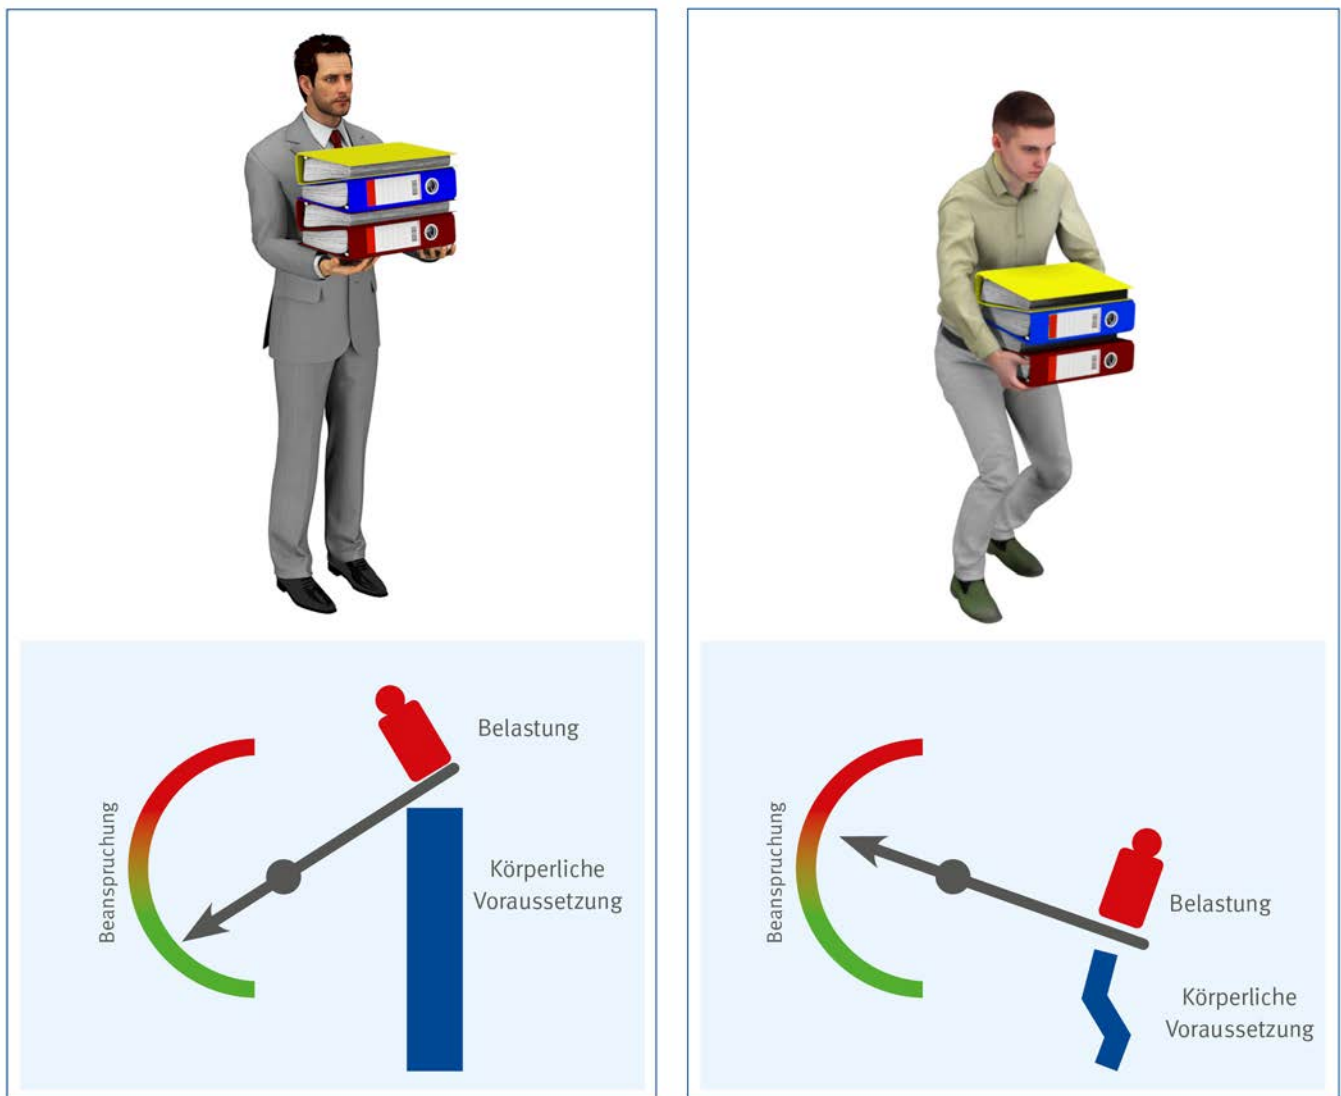 Beanspruchung
Belastung
Körperliche
Voraussetzung
Beanspruchung
Belastung
Körperliche
Voraussetzung